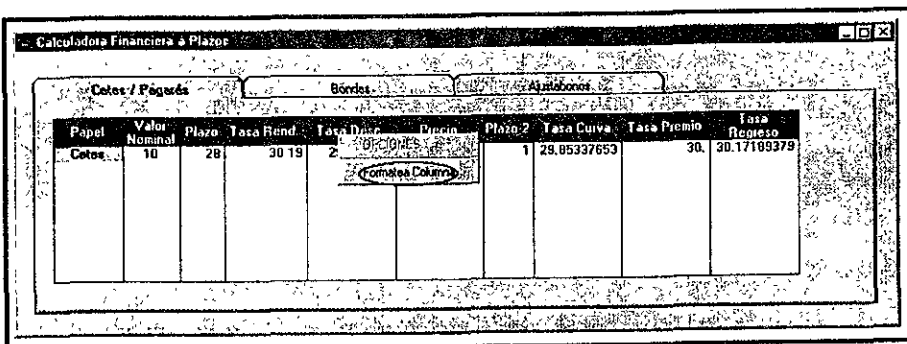 Calculadora Financiera a Plazos
Cetes / Pagarés Bondes Ajustabonos
Papel Valor Nominal Plazo Tasa Rend. Tasa Desc. Precio Plazo 2 Tasa Curva Tasa Premio Tasa Regreso
Cetes 10 28 30.19 2 1 29.85337653 30. 30.17189379
OPCIONES
Formatea Columna